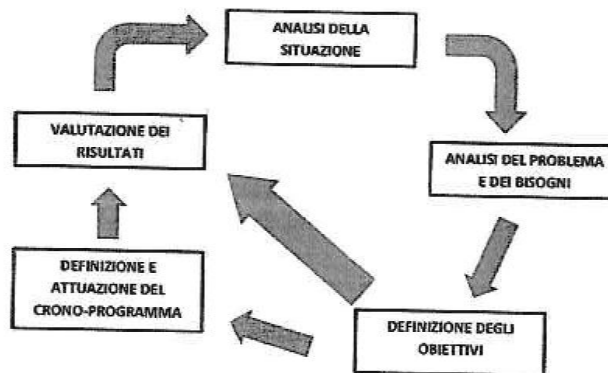 ANALISI DELLA
SITUAZIONE
ANALISI DEL PROBLEMA
E DEI BISOGNI
DEFINIZIONE DEGLI
OBIETTIVI
DEFINIZIONE E
ATTUAZIONE DEL
CRONO-PROGRAMMA
VALUTAZIONE DEI
RISULTATI